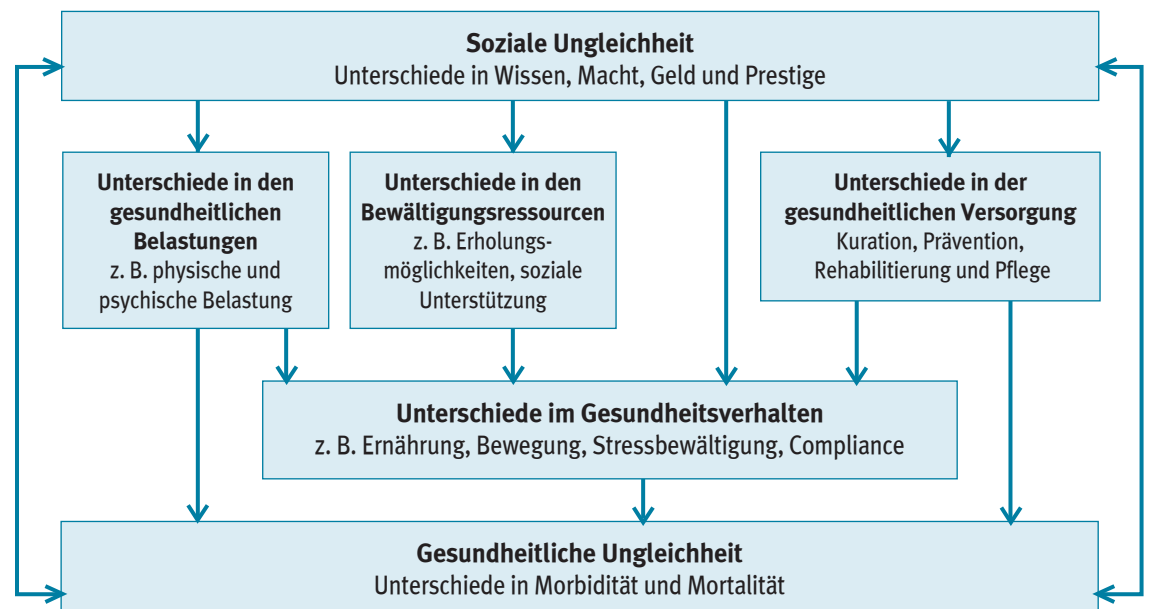 Soziale Ungleichheit
Unterschiede in Wissen, Macht, Geld und Prestige
Unterschiede in den
gesundheitlichen
Belastungen
z. B. physische und
psychische Belastung
Unterschiede in den
Bewältigungsressourcen
z. B. Erholungs-
möglichkeiten, soziale
Unterstützung
Unterschiede in der
gesundheitlichen Versorgung
Kuration, Prävention,
Rehabilitierung und Pflege
Unterschiede im Gesundheitsverhalten
z. B. Ernährung, Bewegung, Stressbewältigung, Compliance
Gesundheitliche Ungleichheit
Unterschiede in Morbidität und Mortalität